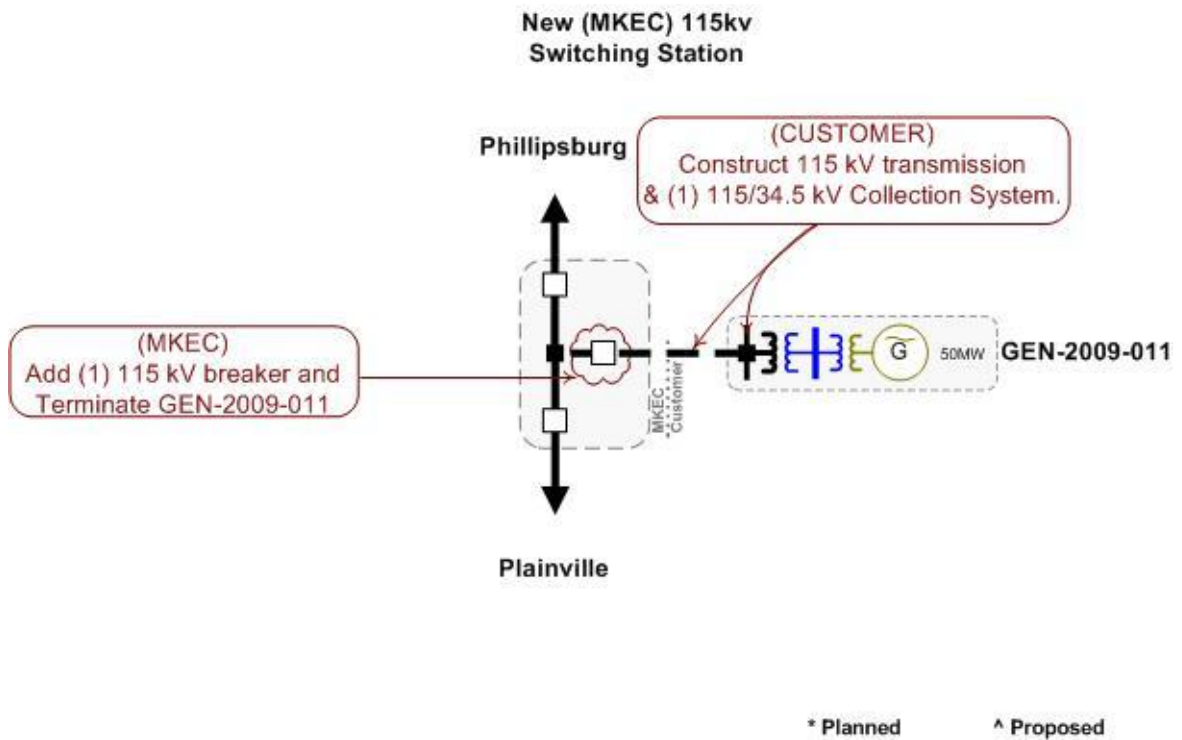 New (MKEC) 115kv
Switching Station
Phillipsburg
(CUSTOMER)
Construct 115 kV transmission
& (1) 115/34.5 kV Collection System.
(MKEC)
Add (1) 115 kV breaker and
Terminate GEN-2009-011
MKEC
Customer
G
50MW
GEN-2009-011
Plainville
* Planned
^ Proposed